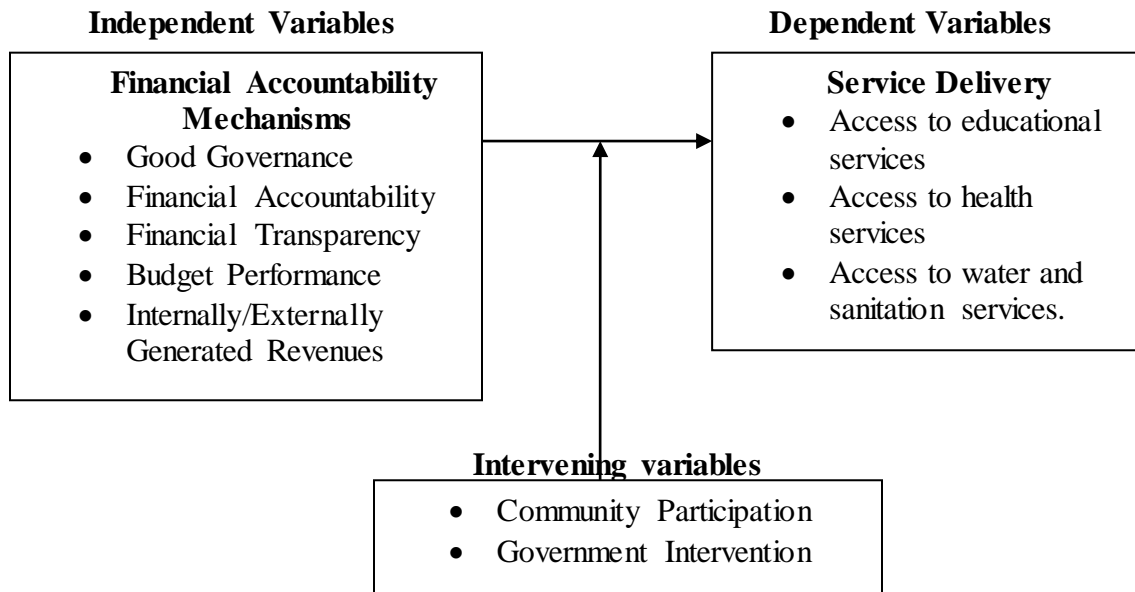 Independent Variables
Financial Accountability
Mechanisms
• Good Governance
• Financial Accountability
• Financial Transparency
• Budget Performance
• Internally/Externally
Generated Revenues
Dependent Variables
Service Delivery
• Access to educational
services
• Access to health
services
• Access to water and
sanitation services.
Intervening variables
• Community Participation
• Government Intervention